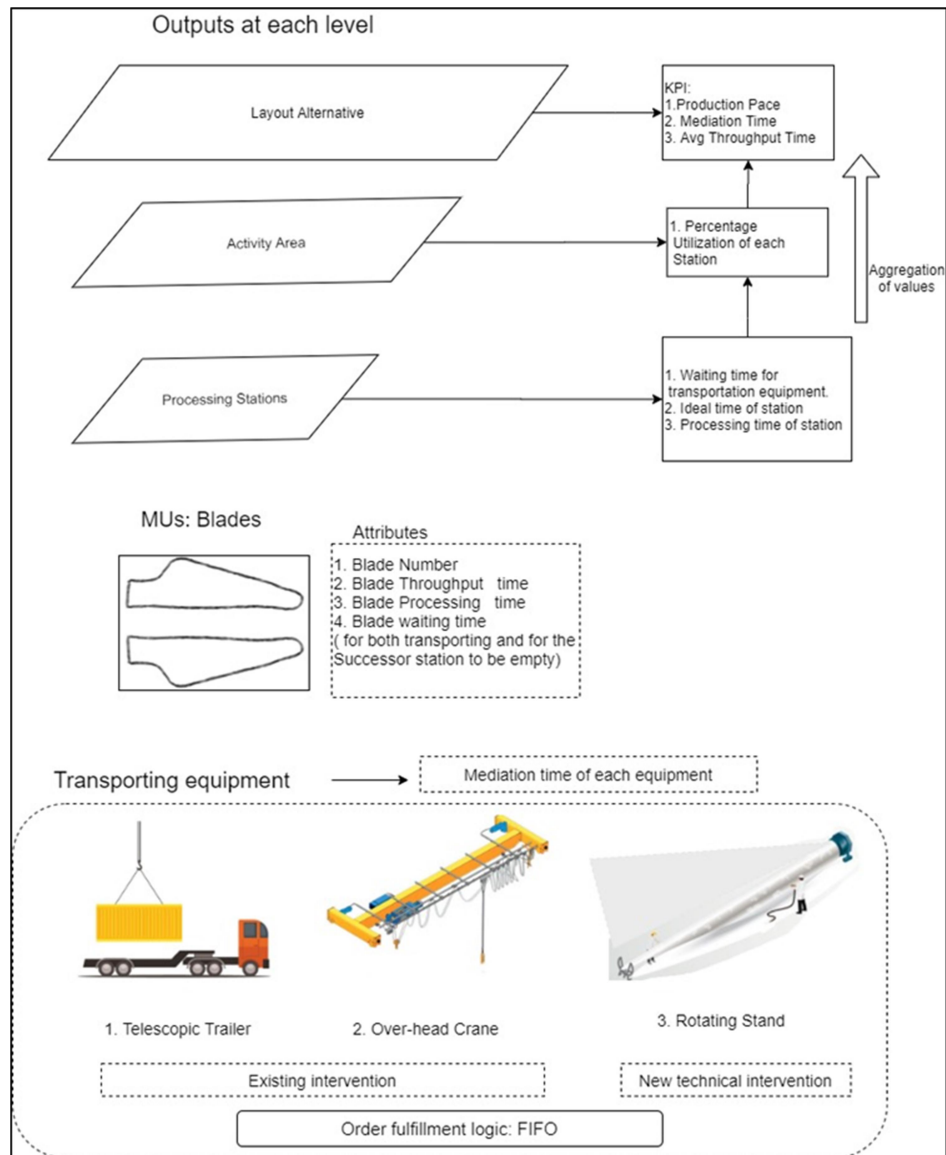 Outputs at each level
Layout Alternative
KPI:
1.Production Pace
2. Mediation Time
3. Avg Throughput Time
Activity Area
1. Percentage
Utilization of each
Station
Aggregation
of values
Processing Stations
1. Waiting time for
transportation equipment.
2. Ideal time of station
3. Processing time of station
MUs: Blades
Attributes
1. Blade Number
2. Blade Throughput time
3. Blade Processing time
4. Blade waiting time
( for both transporting and for the
Successor station to be empty)
Transporting equipment
Mediation time of each equipment
1. Telescopic Trailer
2. Over-head Crane
3. Rotating Stand
Existing intervention
New technical intervention
Order fulfillment logic: FIFO